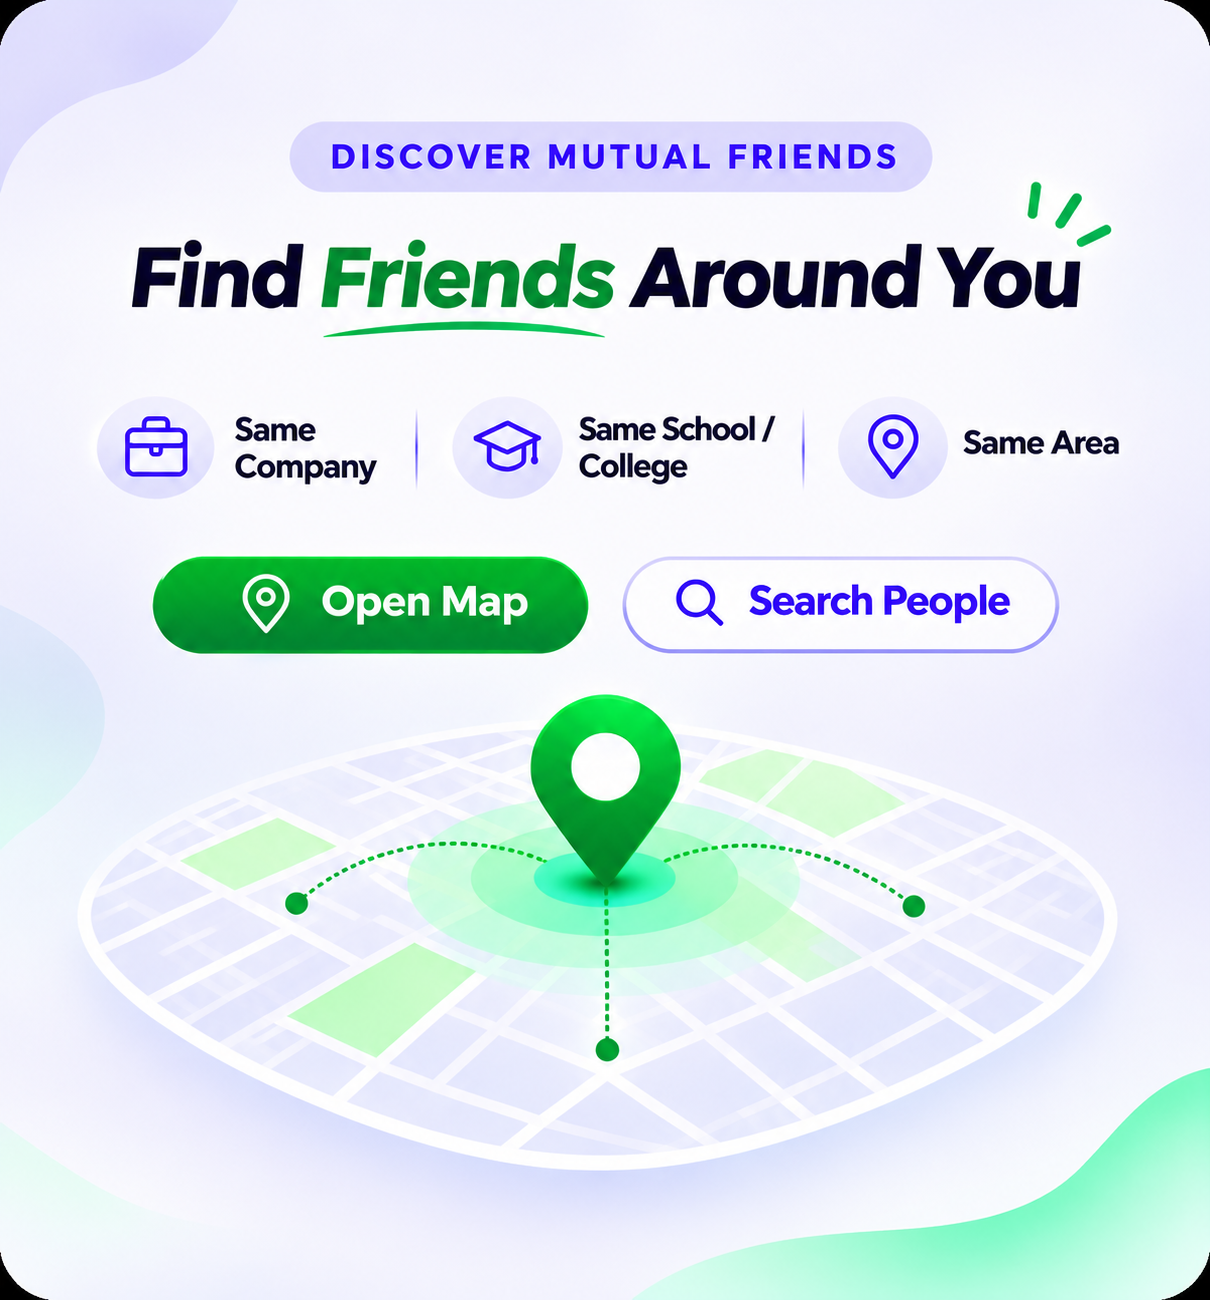 DISCOVER MUTUAL FRIENDS
Find Friends Around You
Same
Company
Same School /
College
Same Area
Open Map
Search People